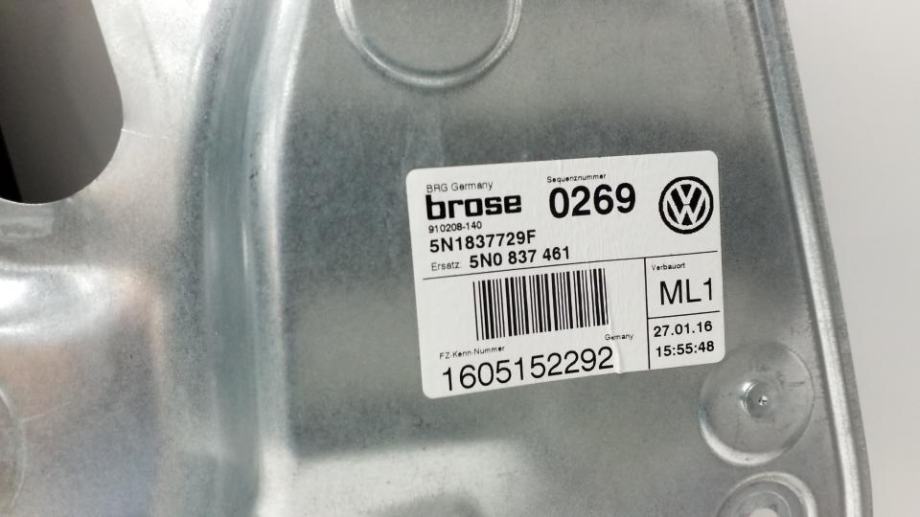 BRG Germany
brose
910208-140
Sequenznummer
0269
5N1837729F
Ersatz: 5N0 837 461
Verbauort
ML1
27.01.16
15:55:48
Germany
FZ-Kenn-Nummer
1605152292